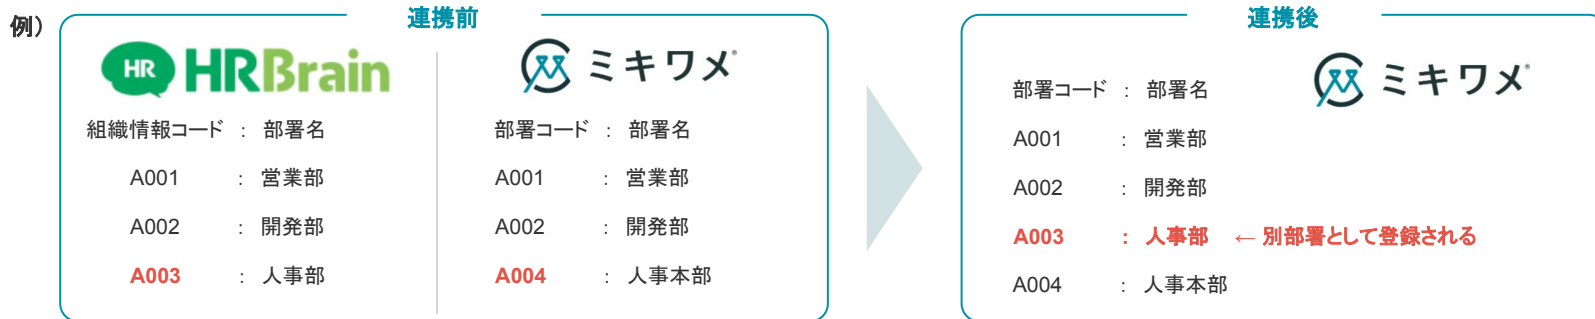 例）
連携前
HR HRBrain
組織情報コード ： 部署名
A001 ： 営業部
A002 ： 開発部
A003 ： 人事部
ミキワメ
部署コード ： 部署名
A001 ： 営業部
A002 ： 開発部
A004 ： 人事本部
連携後
ミキワメ
部署コード ： 部署名
A001 ： 営業部
A002 ： 開発部
A003 ： 人事部 ← 別部署として登録される
A004 ： 人事本部